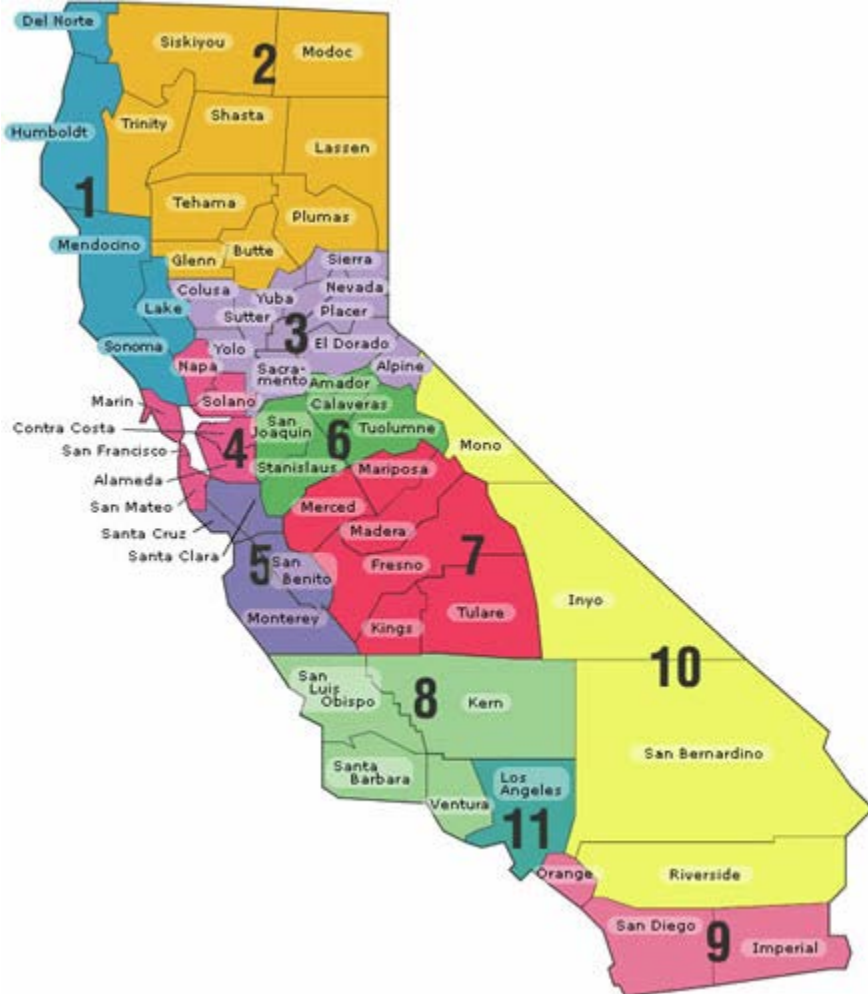 Del Norte
Siskiyou
2
Modoc
Humboldt
Trinity
Shasta
Lassen
1
Tehama
Plumas
Mendocino
Glenn
Butte
Sierra
Colusa
Yuba
Nevada
Lake
Sutter
3
Placer
Sonoma
Yolo
El Dorado
Napa
Sacra-
mento
Alpine
Amador
Marin
Solano
Calaveras
Contra Costa
San
Joaquin
6
Tuolumne
San Francisco
4
Mono
Alameda
Stanislaus
Mariposa
San Mateo
Merced
Santa Cruz
Madera
Santa Clara
5
San
Benito
Fresno
7
Monterey
Kings
Tulare
Inyo
10
San
Luis
Obispo
8
Kern
San Bernardino
Santa
Barbara
Ventura
Los
Angeles
11
Orange
Riverside
San Diego
9
Imperial